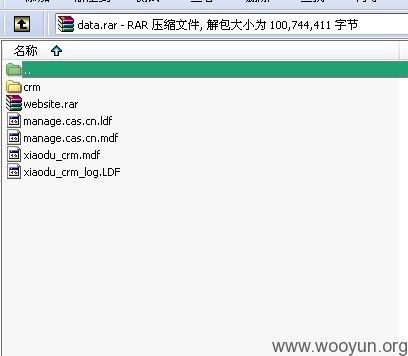 data.rar - RAR 压缩文件, 解包大小为 100,744,411 字节
名称
..
crm
website.rar
manage.cas.cn.ldf
manage.cas.cn.mdf
xiaodu_crm.mdf
xiaodu_crm_log.LDF
www.wooyun.org